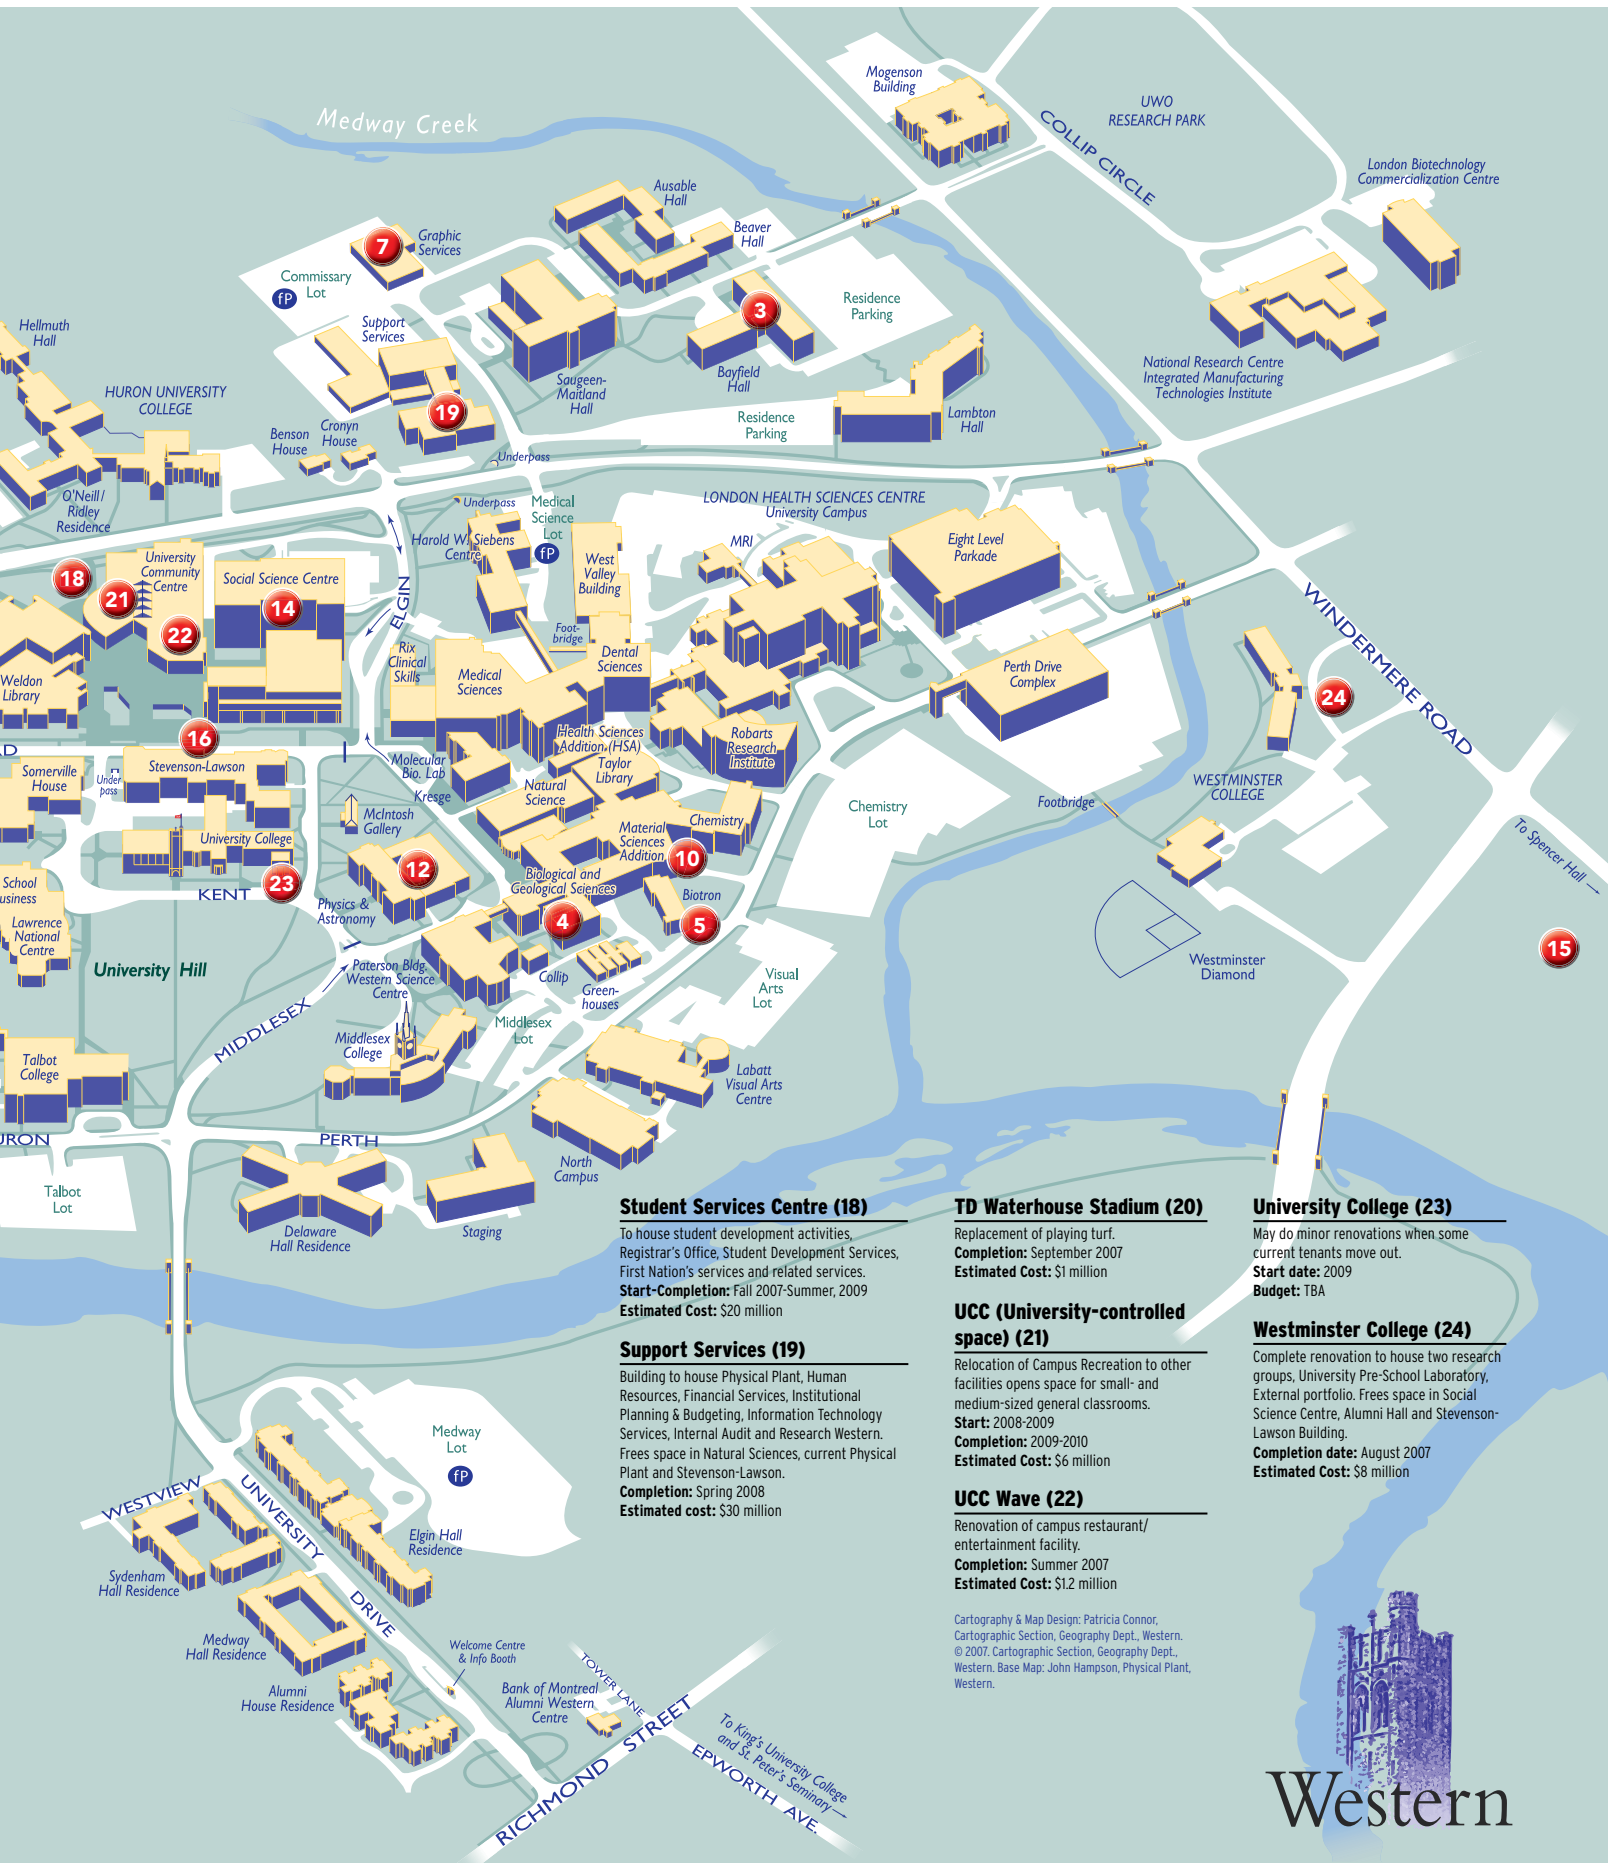 Medway Creek
Mogenson
Building
UWO
RESEARCH PARK
COLLIP CIRCLE
London Biotechnology
Commercialization Centre
Ausable
Hall
Beaver
Hall
7
Graphic
Services
Commissary
Lot
fP
3
Residence
Parking
Support
Services
Hellmuth
Hall
Saugeen-
Maitland
Hall
Bayfield
Hall
National Research Centre
Integrated Manufacturing
Technologies Institute
HURON UNIVERSITY
COLLEGE
19
Residence
Parking
Lambton
Hall
Benson
House
Cronyn
House
Underpass
O'Neill/
Ridley
Residence
Underpass
Medical
Science
Lot
fP
LONDON HEALTH SCIENCES CENTRE
University Campus
Harold W. Siebens
Centre
MRI
Eight Level
Parkade
West
Valley
Building
University
Community
Centre
18
21
22
Social Science Centre
14
ELGIN
WINDERMERE ROAD
Foot-
bridge
Rix
Clinical
Skills
Medical
Sciences
Dental
Sciences
Perth Drive
Complex
24
Weldon
Library
16
Health Sciences
Addition (HSA)
Robarts
Research
Institute
AD
Stevenson-Lawson
Molecular
Bio. Lab
Taylor
Library
Somerville
House
Under
pass
Kresge
Natural
Science
WESTMINSTER
COLLEGE
Footbridge
Chemistry
Lot
McIntosh
Gallery
Material
Sciences
Addition
Chemistry
To Spencer Hall
University College
12
10
School
usiness
KENT
23
Biological and
Geological Sciences
Biotron
Physics &
Astronomy
4
5
Lawrence
National
Centre
15
University Hill
Paterson Bldg.
Western Science
Centre
Collip
Green-
houses
Visual
Arts
Lot
Westminster
Diamond
MIDDLESEX
Middlesex
Lot
Middlesex
College
Talbot
College
Labatt
Visual Arts
Centre
URON
PERTH
North
Campus
Talbot
Lot
Delaware
Hall Residence
Staging
Student Services Centre (18)
To house student development activities,
Registrar's Office, Student Development Services,
First Nation's services and related services.
Start-Completion: Fall 2007-Summer, 2009
Estimated Cost: $20 million
Support Services (19)
Building to house Physical Plant, Human
Resources, Financial Services, Institutional
Planning & Budgeting, Information Technology
Services, Internal Audit and Research Western.
Frees space in Natural Sciences, current Physical
Plant and Stevenson-Lawson.
Completion: Spring 2008
Estimated cost: $30 million
TD Waterhouse Stadium (20)
Replacement of playing turf.
Completion: September 2007
Estimated Cost: $1 million
UCC (University-controlled
space) (21)
Relocation of Campus Recreation to other
facilities opens space for small- and
medium-sized general classrooms.
Start: 2008-2009
Completion: 2009-2010
Estimated Cost: $6 million
UCC Wave (22)
Renovation of campus restaurant/
entertainment facility.
Completion: Summer 2007
Estimated Cost: $1.2 million
Cartography & Map Design: Patricia Connor,
Cartographic Section, Geography Dept., Western.
© 2007. Cartographic Section, Geography Dept.,
Western. Base Map: John Hampson, Physical Plant,
Western.
University College (23)
May do minor renovations when some
current tenants move out.
Start date: 2009
Budget: TBA
Westminster College (24)
Complete renovation to house two research
groups, University Pre-School Laboratory,
External portfolio. Frees space in Social
Science Centre, Alumni Hall and Stevenson-
Lawson Building.
Completion date: August 2007
Estimated Cost: $8 million
Medway
Lot
fP
WESTVIEW
UNIVERSITY
DRIVE
Elgin Hall
Residence
Sydenham
Hall Residence
Medway
Hall Residence
Alumni
House Residence
Welcome Centre
& Info Booth
Bank of Montreal
Alumni Western
Centre
TOWER LANE
RICHMOND STREET
EPWORTH AVE.
To King's University College
and St. Peter's Seminary
Western